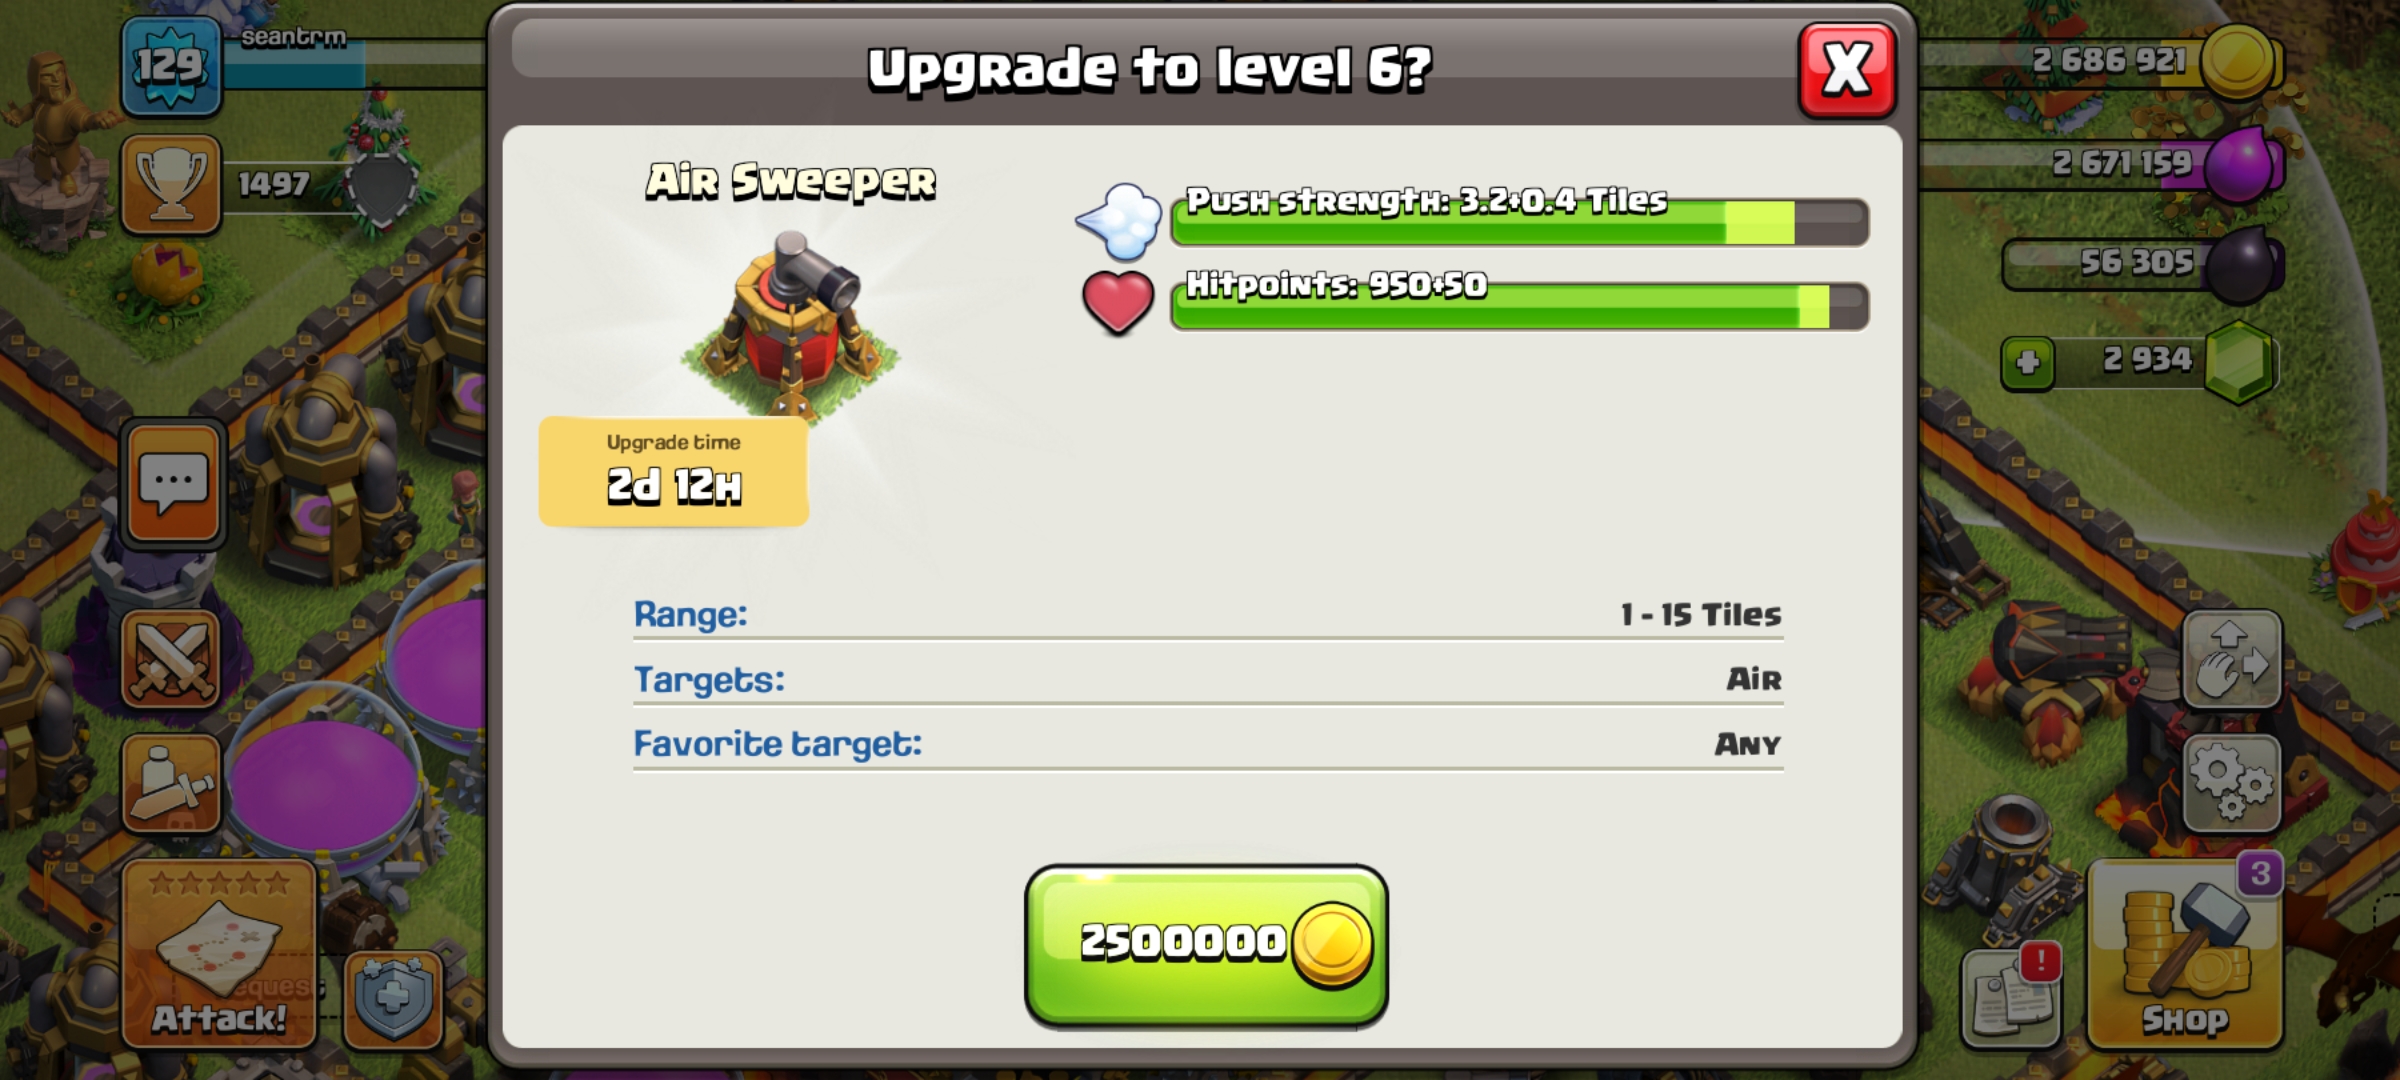 129
seantrm
Upgrade to level 6?
X
2 686 921
1497
Air Sweeper
Push strength: 3.2+0.4 Tiles
2 671 159
Hitpoints: 950+50
56 305
2 934
Upgrade time
2d 12H
Range: 1 - 15 Tiles
Targets: Air
Favorite target: Any
3
2500000
!
Attack!
Shop